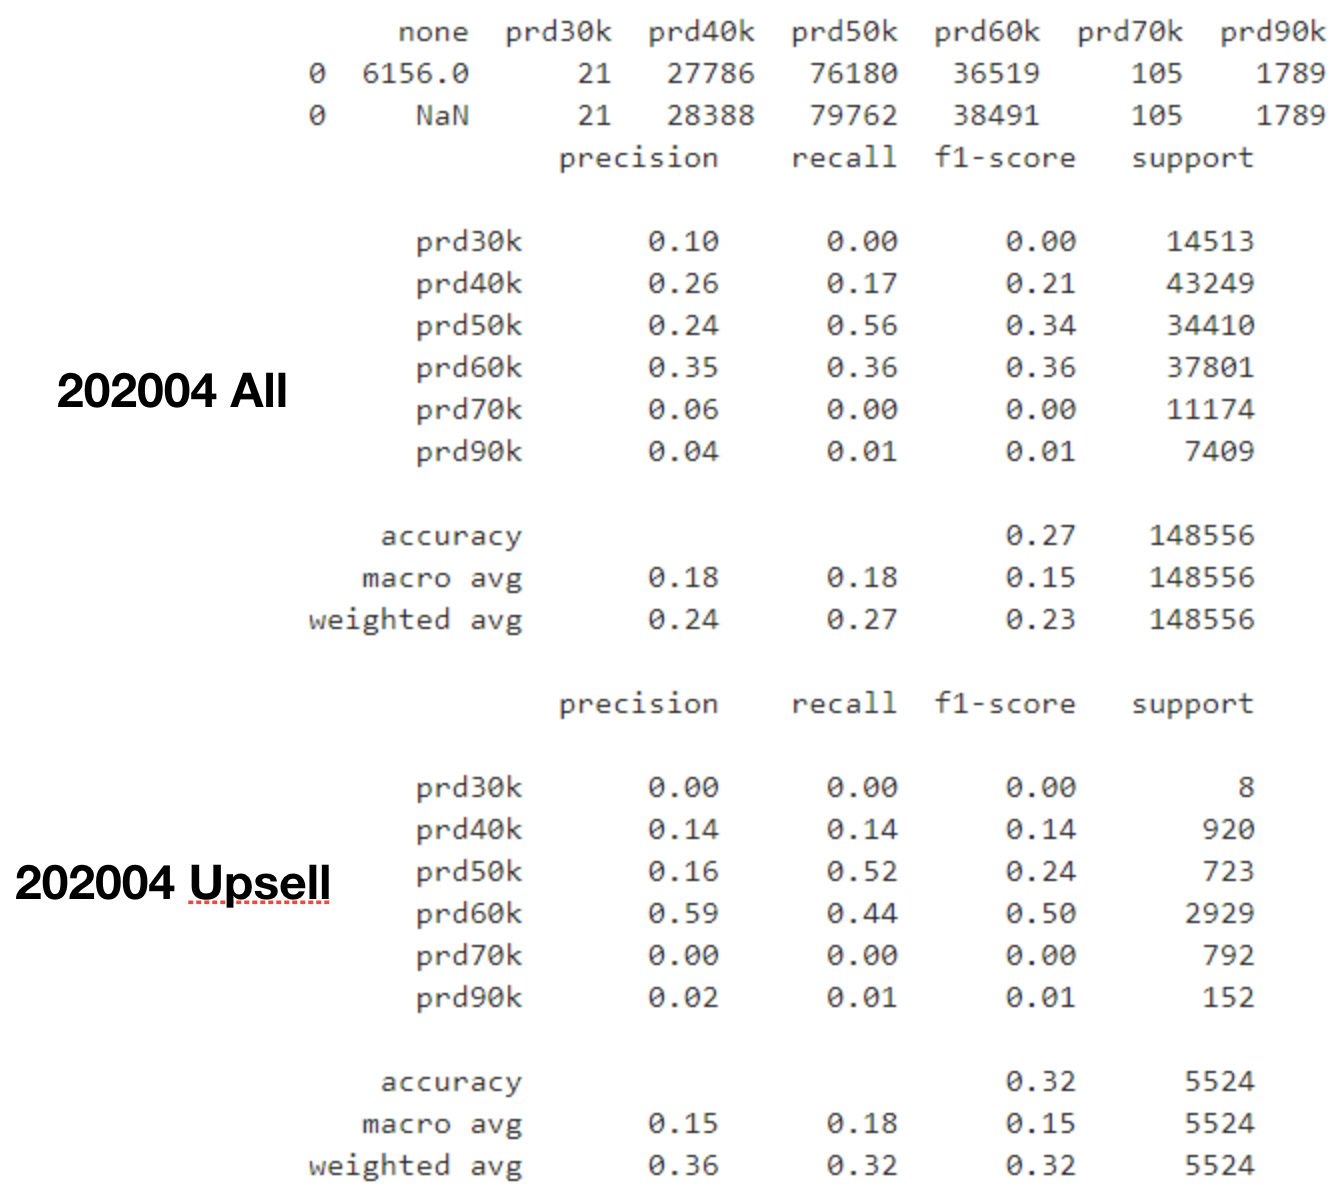 none prd30k prd40k prd50k prd60k prd70k prd90k
0 6156.0 21 27786 76180 36519 105 1789
0 NaN 21 28388 79762 38491 105 1789
precision recall f1-score support
prd30k 0.10 0.00 0.00 14513
prd40k 0.26 0.17 0.21 43249
prd50k 0.24 0.56 0.34 34410
prd60k 0.35 0.36 0.36 37801
202004 All
prd70k 0.06 0.00 0.00 11174
prd90k 0.04 0.01 0.01 7409
accuracy 0.27 148556
macro avg 0.18 0.18 0.15 148556
weighted avg 0.24 0.27 0.23 148556
precision recall f1-score support
prd30k 0.00 0.00 0.00 8
prd40k 0.14 0.14 0.14 920
prd50k 0.16 0.52 0.24 723
202004 Upsell
prd60k 0.59 0.44 0.50 2929
prd70k 0.00 0.00 0.00 792
prd90k 0.02 0.01 0.01 152
accuracy 0.32 5524
macro avg 0.15 0.18 0.15 5524
weighted avg 0.36 0.32 0.32 5524